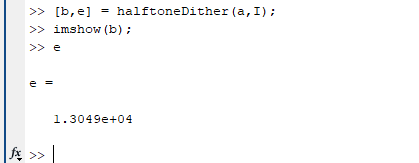 >> [b,e] = halftoneDither(a,I);
>> imshow(b);
>> e
e =
1.3049e+04
fx >>